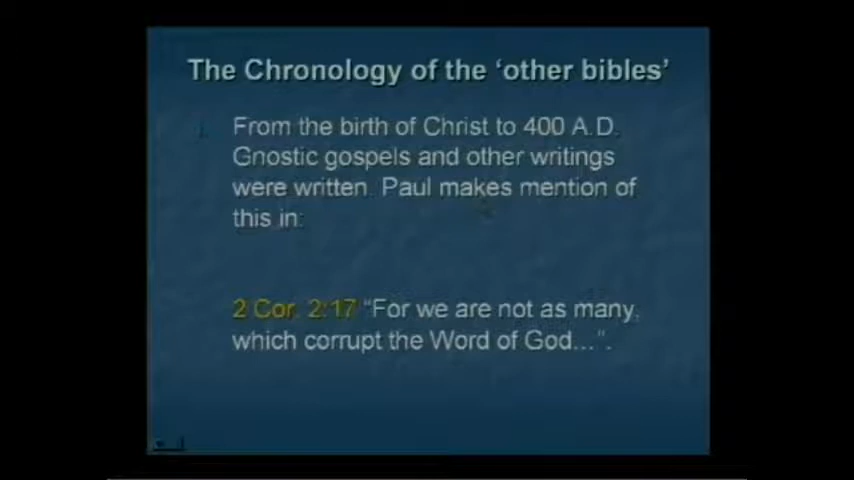 The Chronology of the ‘other bibles’
From the birth of Christ to 400 A.D.
Gnostic gospels and other writings
were written. Paul makes mention of
this in:
2 Cor. 2:17 “For we are not as many,
which corrupt the Word of God…”.